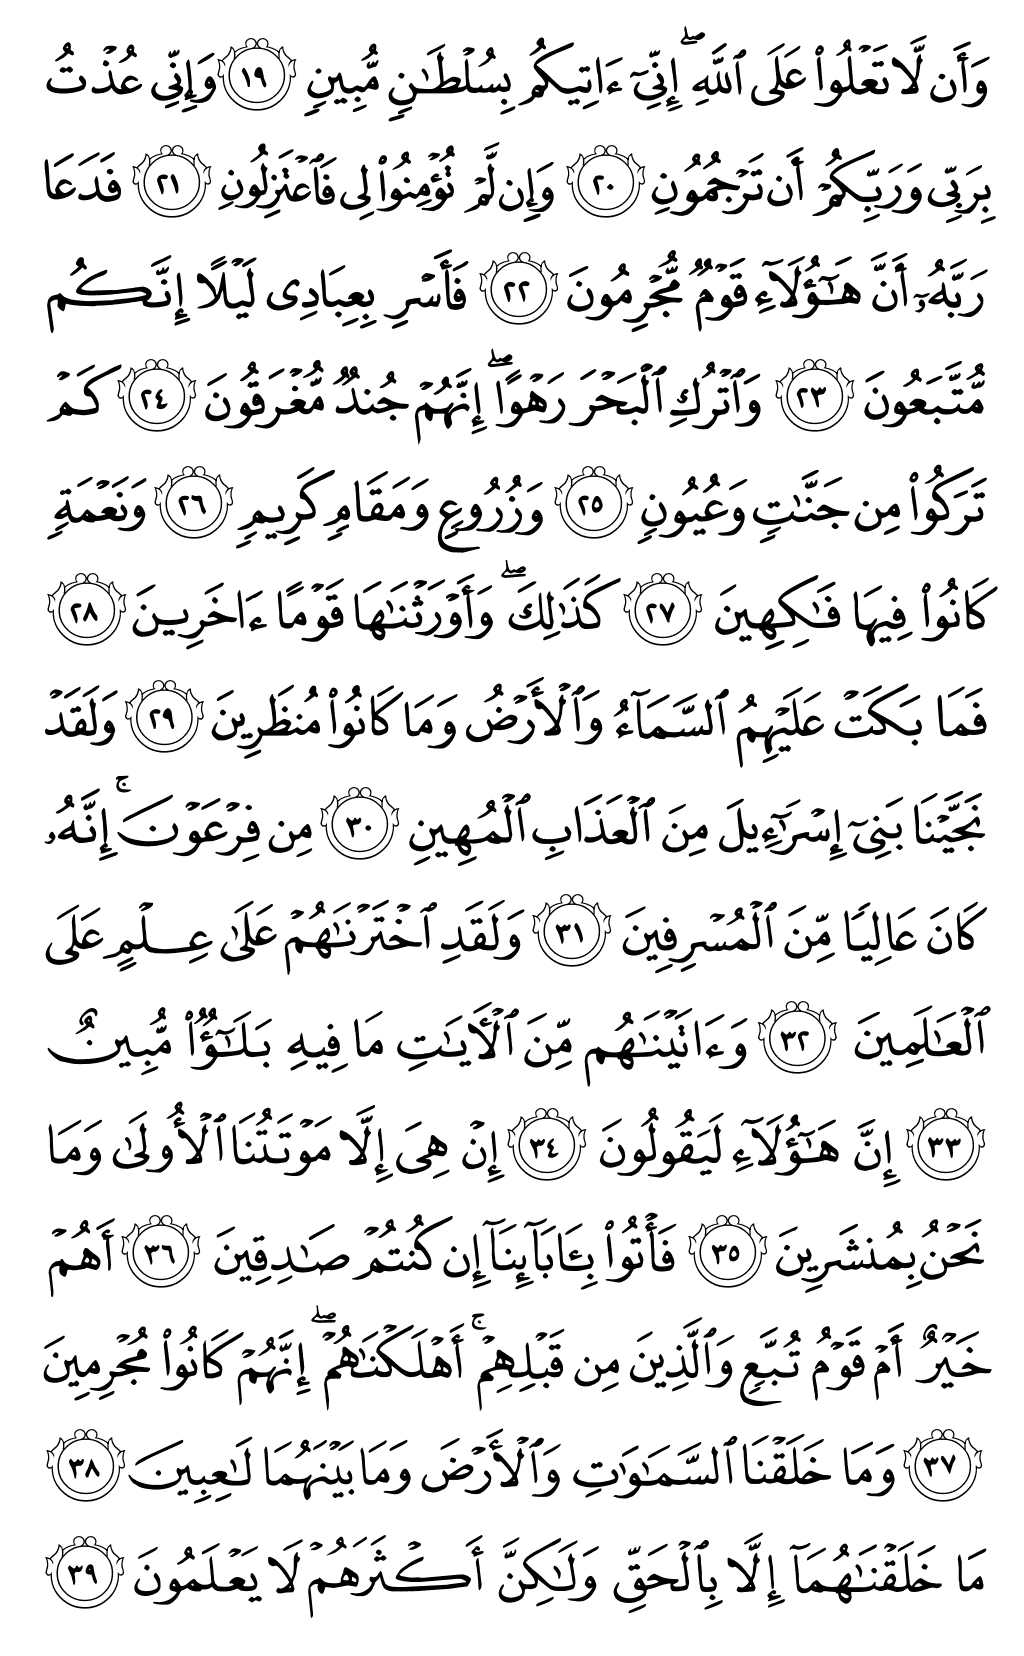 وَأَن لَّا تَعْلُوا۟ عَلَى ٱللَّهِ ۖ إِنِّىٓ ءَاتِيكُم بِسُلْطَٰنٍ مُّبِينٍ ١٩ وَإِنِّى عُذْتُ
بِرَبِّى وَرَبِّكُمْ أَن تَرْجُمُونِ ٢٠ وَإِن لَّمْ تُؤْمِنُوا۟ لِى فَٱعْتَزِلُونِ ٢١ فَدَعَا
رَبَّهُۥٓ أَنَّ هَٰٓؤُلَآءِ قَوْمٌ مُّجْرِمُونَ ٢٢ فَأَسْرِ بِعِبَادِى لَيْلًا إِنَّكُم
مُّتَّبَعُونَ ٢٣ وَٱتْرُكِ ٱلْبَحْرَ رَهْوًا ۖ إِنَّهُمْ جُندٌ مُّغْرَقُونَ ٢٤ كَمْ
تَرَكُوا۟ مِن جَنَّٰتٍ وَعُيُونٍ ٢٥ وَزُرُوعٍ وَمَقَامٍ كَرِيمٍ ٢٦ وَنَعْمَةٍ
كَانُوا۟ فِيهَا فَٰكِهِينَ ٢٧ كَذَٰلِكَ ۖ وَأَوْرَثْنَٰهَا قَوْمًا ءَاخَرِينَ ٢٨
فَمَا بَكَتْ عَلَيْهِمُ ٱلسَّمَآءُ وَٱلْأَرْضُ وَمَا كَانُوا۟ مُنظَرِينَ ٢٩ وَلَقَدْ
نَجَّيْنَا بَنِىٓ إِسْرَٰٓءِيلَ مِنَ ٱلْعَذَابِ ٱلْمُهِينِ ٣٠ مِن فِرْعَوْنَ ۚ إِنَّهُۥ
كَانَ عَالِيًا مِّنَ ٱلْمُسْرِفِينَ ٣١ وَلَقَدِ ٱخْتَرْنَٰهُمْ عَلَىٰ عِلْمٍ عَلَى
ٱلْعَٰلَمِينَ ٣٢ وَءَاتَيْنَٰهُم مِّنَ ٱلْءَايَٰتِ مَا فِيهِ بَلَٰٓؤٌا۟ مُّبِينٌ
٣٣ إِنَّ هَٰٓؤُلَآءِ لَيَقُولُونَ ٣٤ إِنْ هِىَ إِلَّا مَوْتَتُنَا ٱلْأُولَىٰ وَمَا
نَحْنُ بِمُنشَرِينَ ٣٥ فَأْتُوا۟ بِـَٔابَآئِنَآ إِن كُنتُمْ صَٰدِقِينَ ٣٦ أَهُمْ
خَيْرٌ أَمْ قَوْمُ تُبَّعٍ وَٱلَّذِينَ مِن قَبْلِهِمْ ۚ أَهْلَكْنَٰهُمْ ۖ إِنَّهُمْ كَانُوا۟ مُجْرِمِينَ
٣٧ وَمَا خَلَقْنَا ٱلسَّمَٰوَٰتِ وَٱلْأَرْضَ وَمَا بَيْنَهُمَا لَٰعِبِينَ ٣٨
مَا خَلَقْنَٰهُمَآ إِلَّا بِٱلْحَقِّ وَلَٰكِنَّ أَكْثَرَهُمْ لَا يَعْلَمُونَ ٣٩